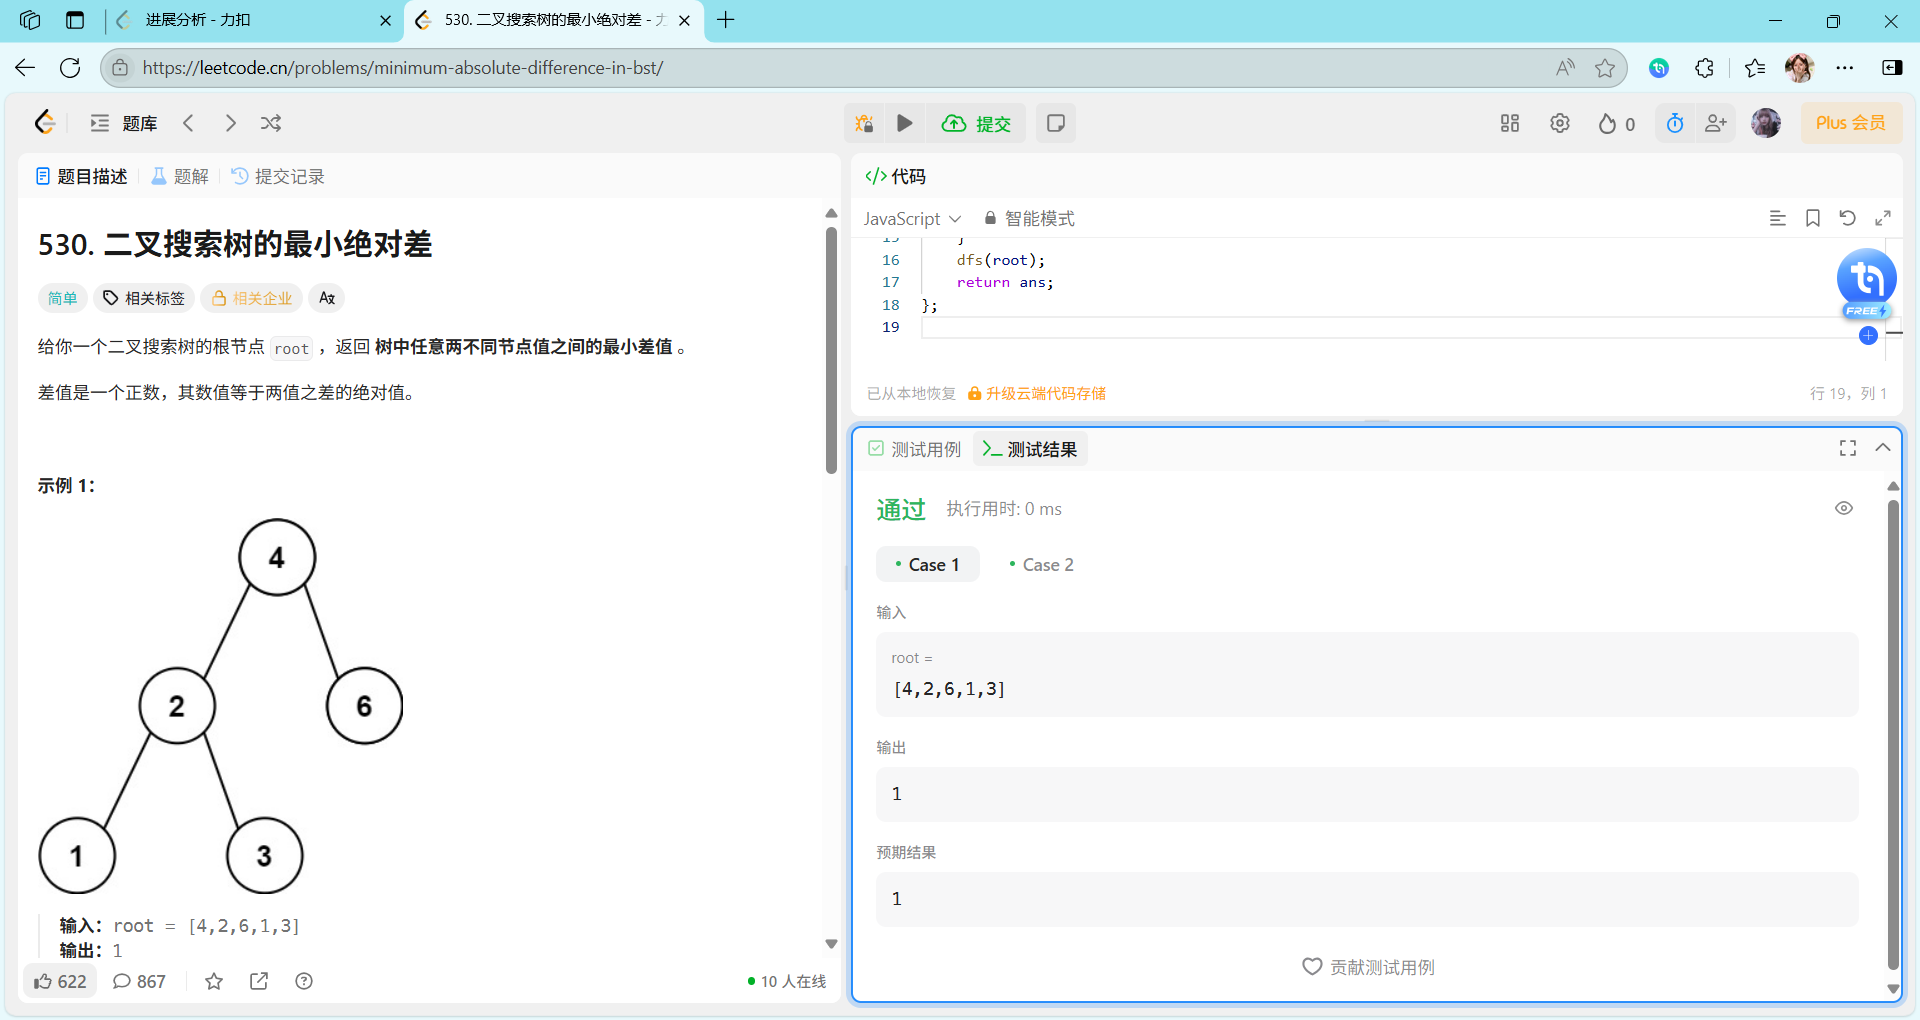 进展分析 - 力扣
530. 二叉搜索树的最小绝对差 - 力
https://leetcode.cn/problems/minimum-absolute-difference-in-bst/
题库
提交
0
Plus 会员
题目描述
题解
提交记录
530. 二叉搜索树的最小绝对差
简单
相关标签
相关企业
给你一个二叉搜索树的根节点 root ，返回 树中任意两不同节点值之间的最小差值 。
差值是一个正数，其数值等于两值之差的绝对值。
示例 1：
4
2
6
1
3
输入：root = [4,2,6,1,3]
输出：1
622
867
10 人在线
</> 代码
JavaScript
智能模式
15 }
16 dfs(root);
17 return ans;
18 };
19
FREE
已从本地恢复
升级云端代码存储
行 19，列 1
测试用例
测试结果
通过
执行用时: 0 ms
Case 1
Case 2
输入
root =
[4,2,6,1,3]
输出
1
预期结果
1
贡献测试用例